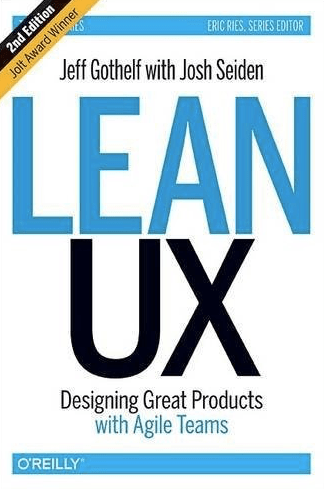 2nd Edition
Jolt Award Winner
ERIC RIES, SERIES EDITOR
Jeff Gothelf with Josh Seiden
LEAN
UX
Designing Great Products
with Agile Teams
O'REILLY®